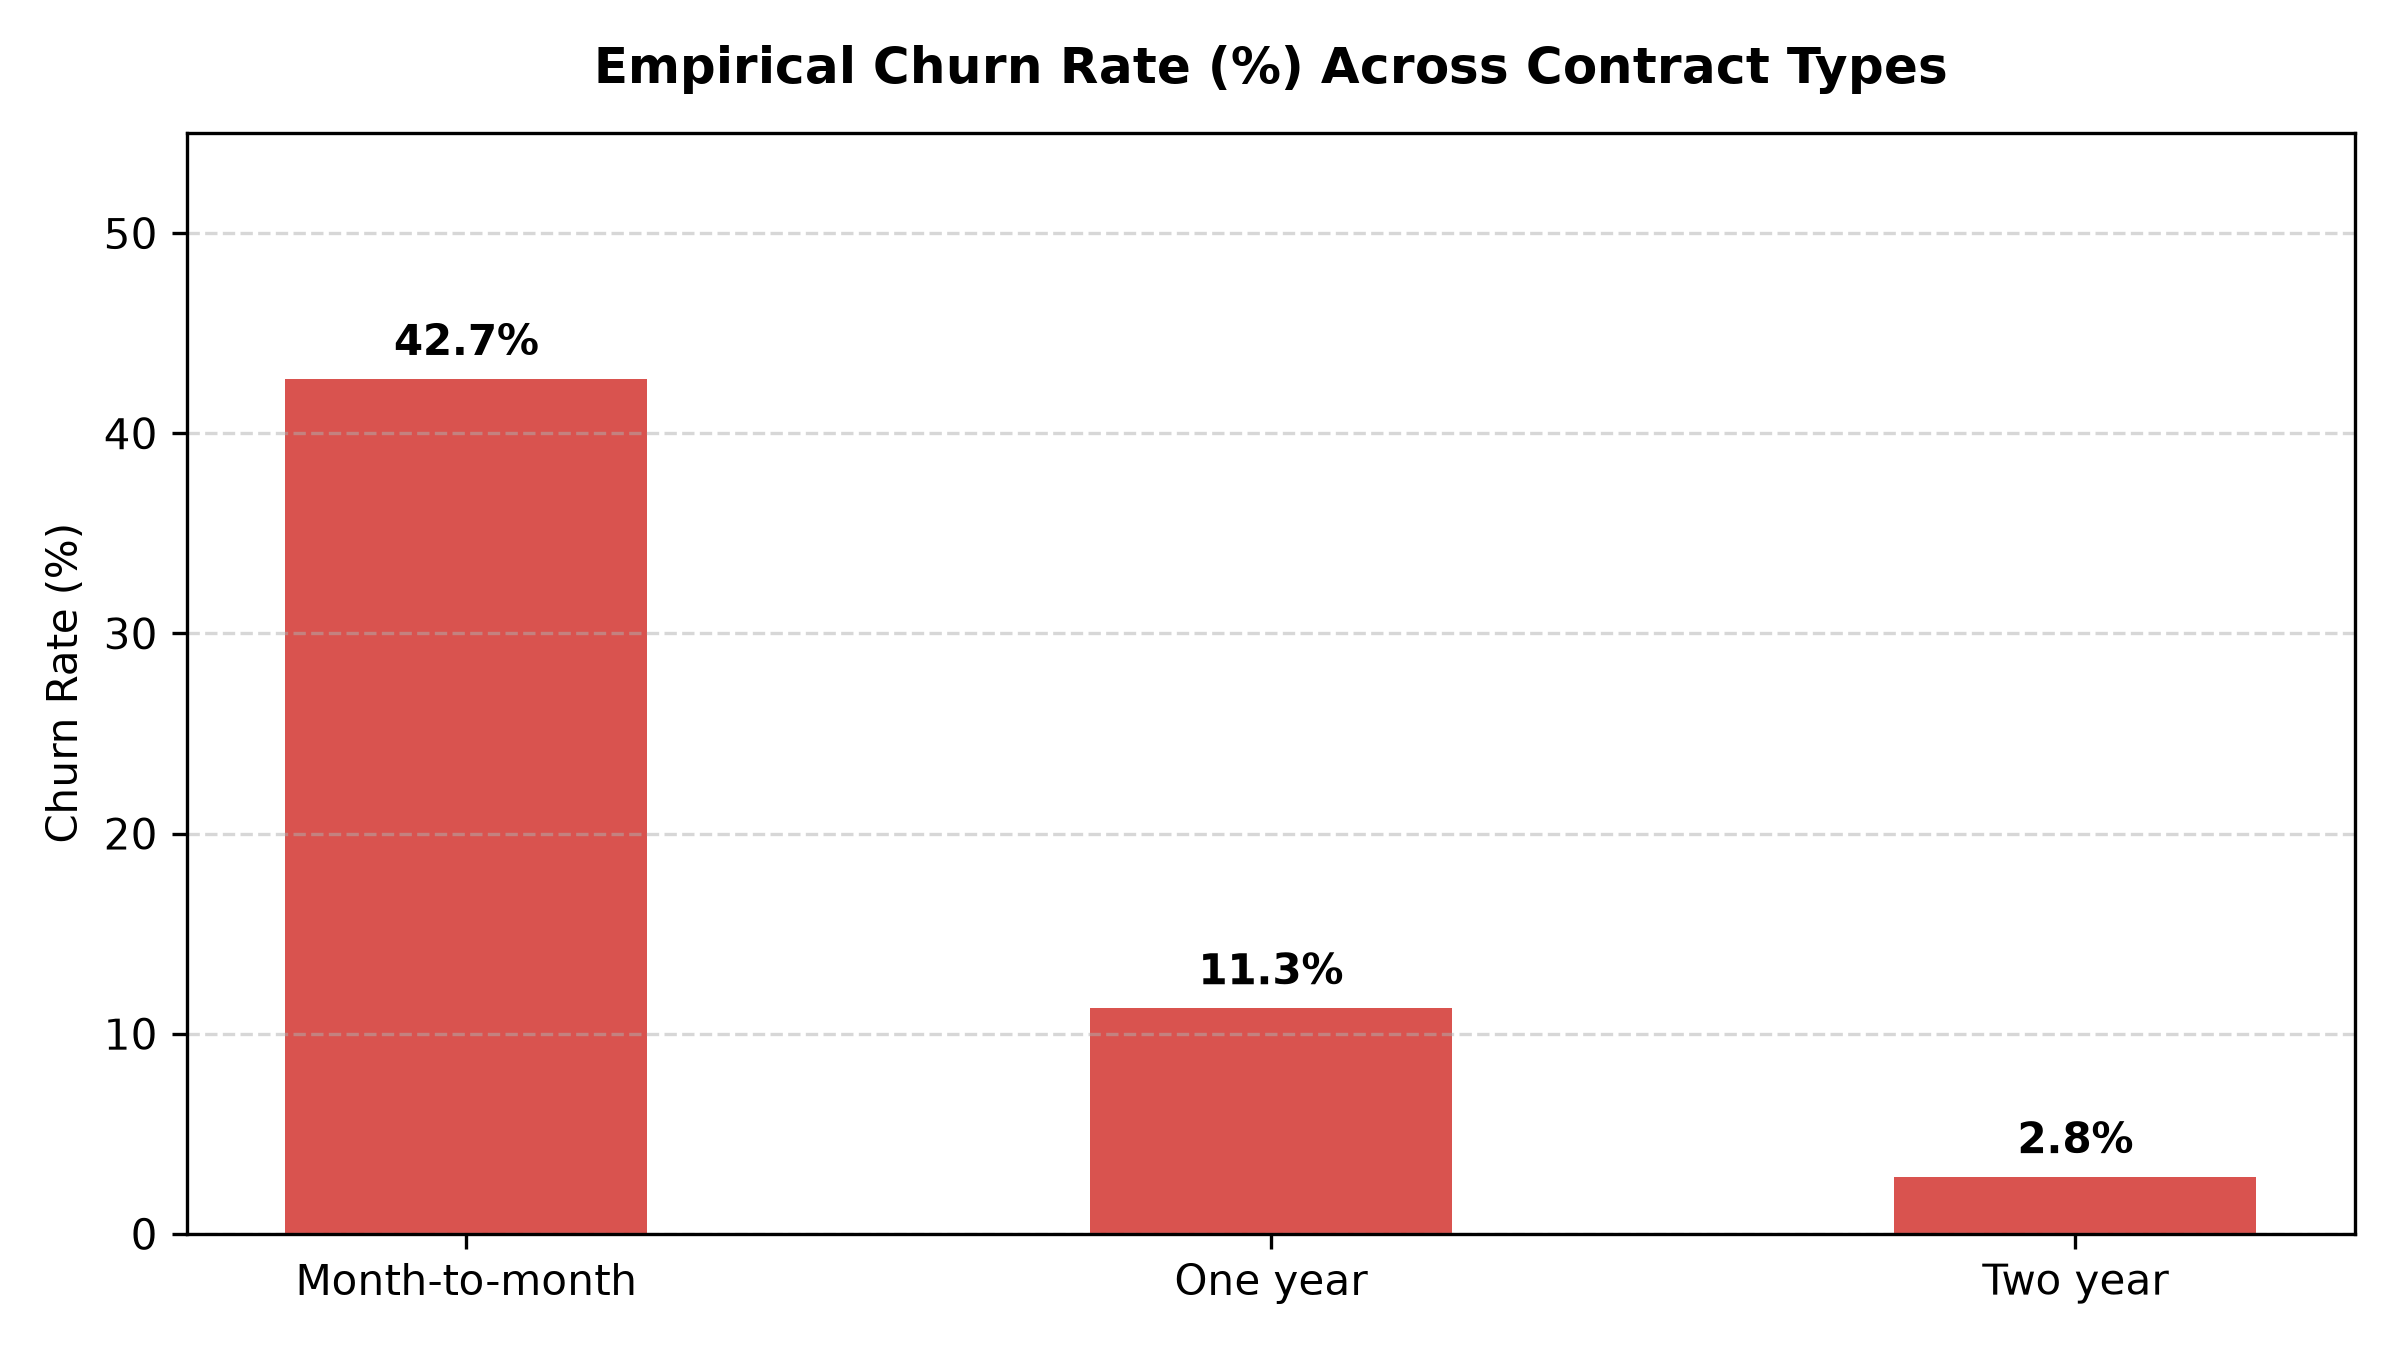 Empirical Churn Rate (%) Across Contract Types
Churn Rate (%)
50
40
30
20
10
0
42.7%
11.3%
2.8%
Month-to-month
One year
Two year